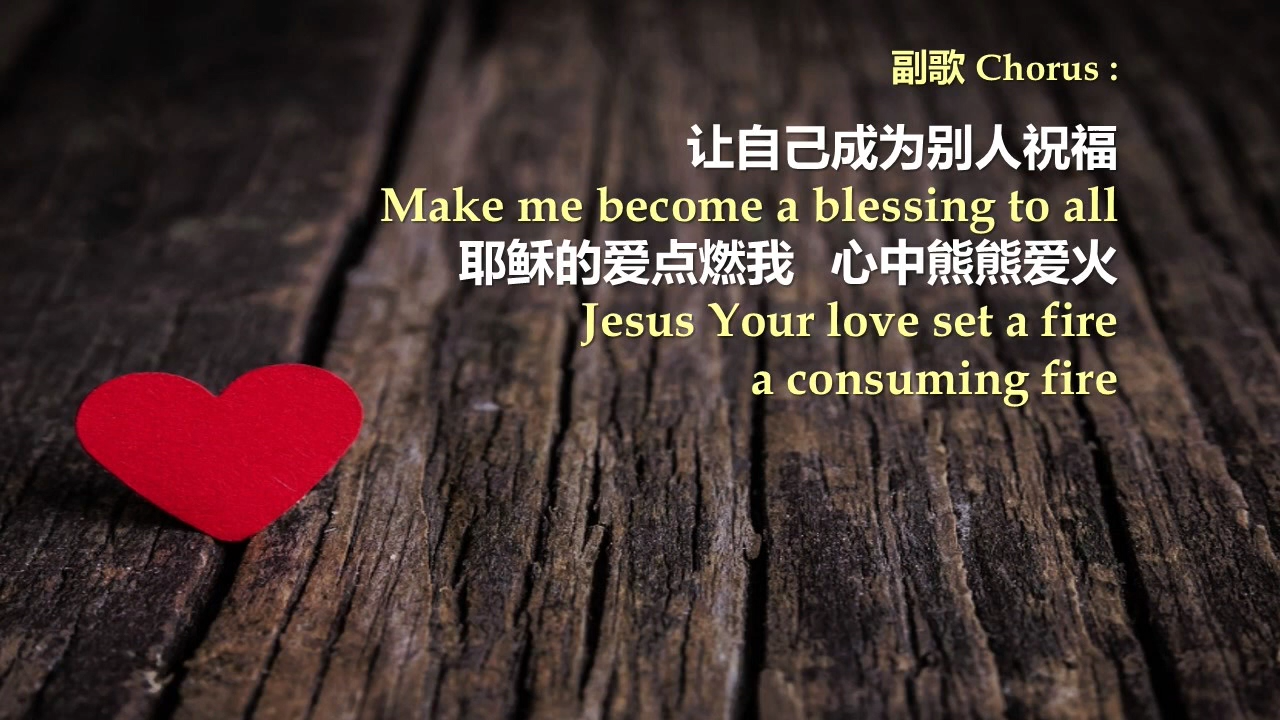 副歌 Chorus :
让自己成为别人祝福
Make me become a blessing to all
耶稣的爱点燃我 心中熊熊爱火
Jesus Your love set a fire
a consuming fire